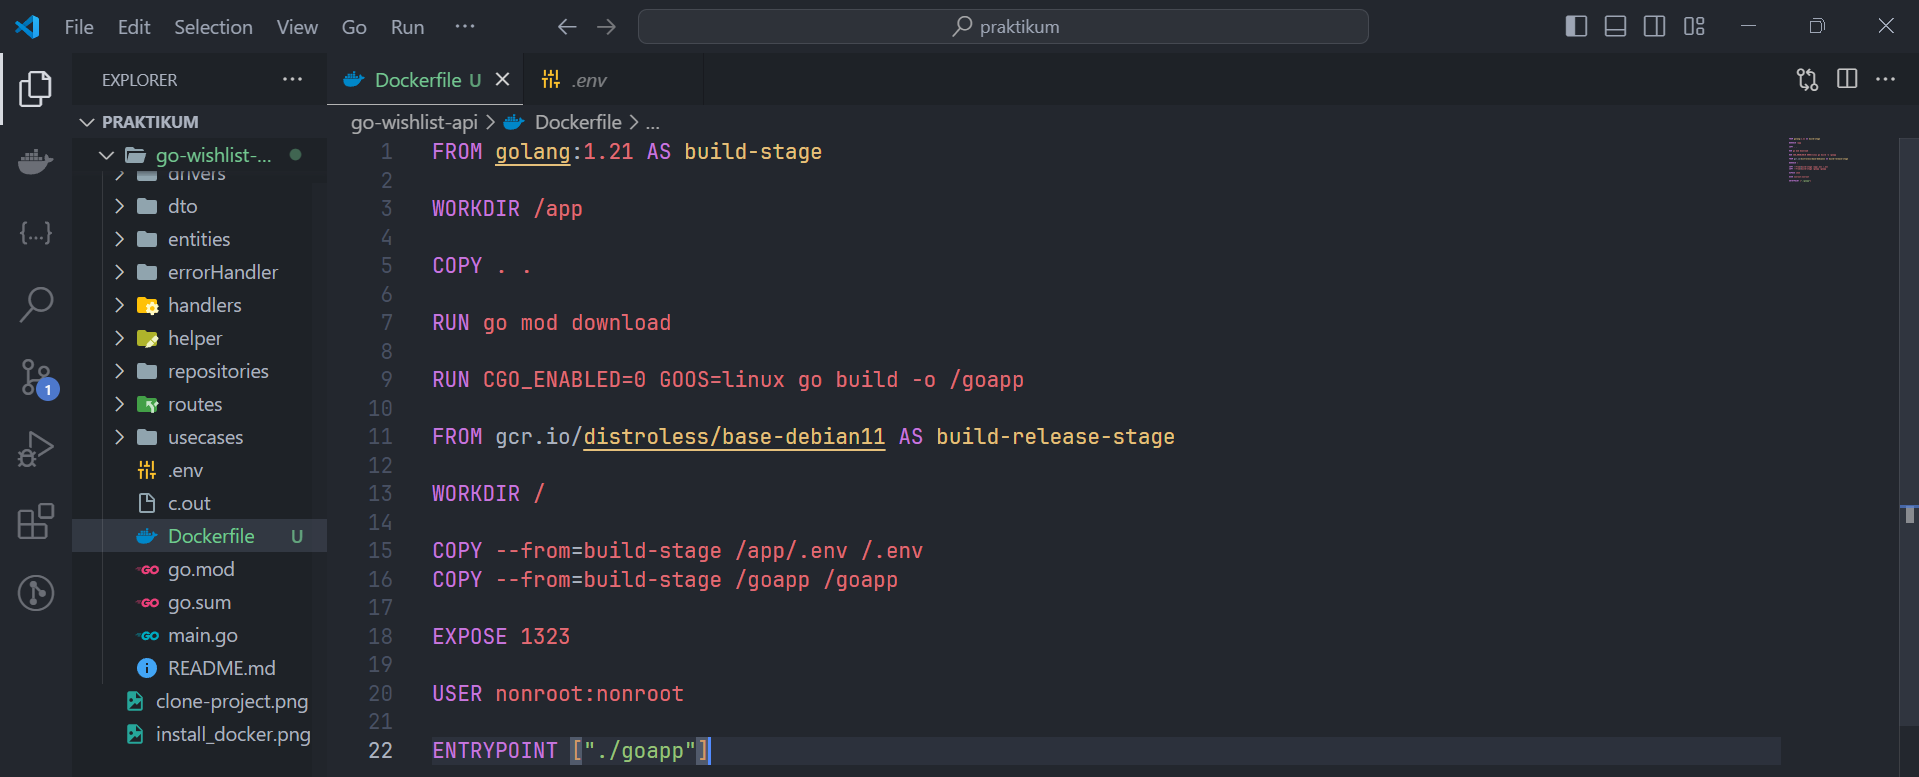 File Edit Selection View Go Run ··· praktikum
EXPLORER ···
Dockerfile U
.env
PRAKTIKUM
go-wishlist-...
drivers
dto
entities
errorHandler
handlers
helper
repositories
routes
usecases
.env
c.out
Dockerfile U
go.mod
go.sum
main.go
README.md
clone-project.png
install_docker.png
1
go-wishlist-api > Dockerfile > ...
1 FROM golang:1.21 AS build-stage
2
3 WORKDIR /app
4
5 COPY . .
6
7 RUN go mod download
8
9 RUN CGO_ENABLED=0 GOOS=linux go build -o /goapp
10
11 FROM gcr.io/distroless/base-debian11 AS build-release-stage
12
13 WORKDIR /
14
15 COPY --from=build-stage /app/.env /.env
16 COPY --from=build-stage /goapp /goapp
17
18 EXPOSE 1323
19
20 USER nonroot:nonroot
21
22 ENTRYPOINT ["./goapp"]